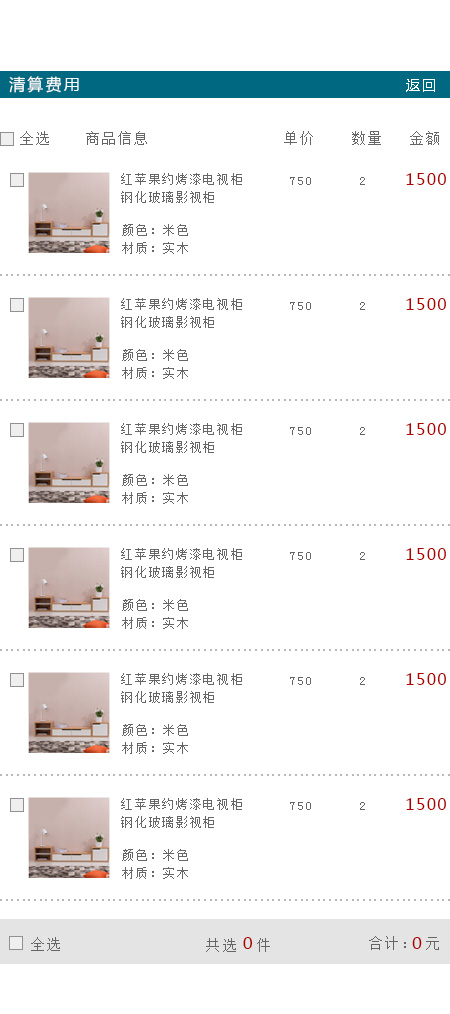 清算费用 返回
全选 商品信息 单价 数量 金额
红苹果约烤漆电视柜 750 2 1500
钢化玻璃影视柜
颜色：米色
材质：实木
红苹果约烤漆电视柜 750 2 1500
钢化玻璃影视柜
颜色：米色
材质：实木
红苹果约烤漆电视柜 750 2 1500
钢化玻璃影视柜
颜色：米色
材质：实木
红苹果约烤漆电视柜 750 2 1500
钢化玻璃影视柜
颜色：米色
材质：实木
红苹果约烤漆电视柜 750 2 1500
钢化玻璃影视柜
颜色：米色
材质：实木
红苹果约烤漆电视柜 750 2 1500
钢化玻璃影视柜
颜色：米色
材质：实木
全选 共选 0 件 合计：0 元